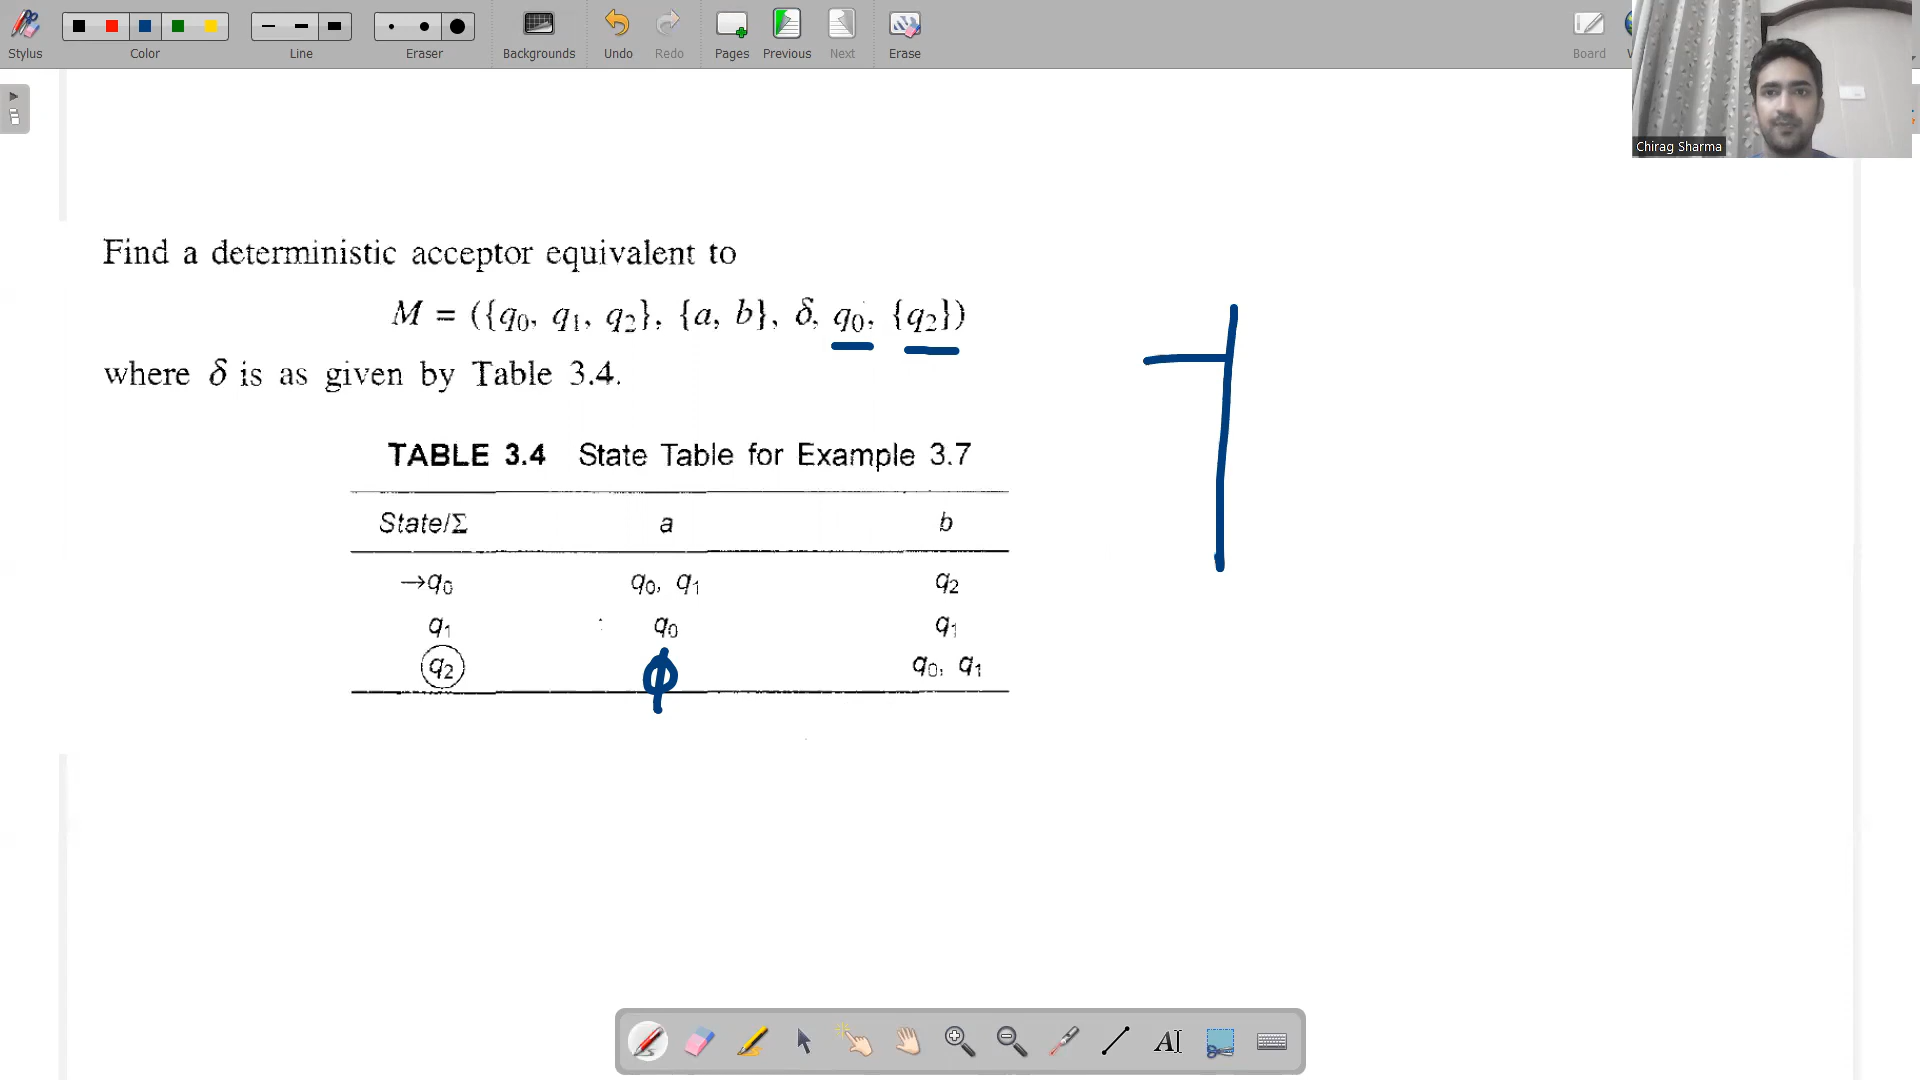 Stylus Color Line Eraser Backgrounds Undo Redo Pages Previous Next Erase Board
Chirag Sharma
Find a deterministic acceptor equivalent to
M = ({q₀, q₁, q₂}, {a, b}, δ, q₀, {q₂})
where δ is as given by Table 3.4.
TABLE 3.4 State Table for Example 3.7
State/Σ a b
→q₀ q₀, q₁ q₂
q₁ q₀ q₁
q₂ ϕ q₀, q₁